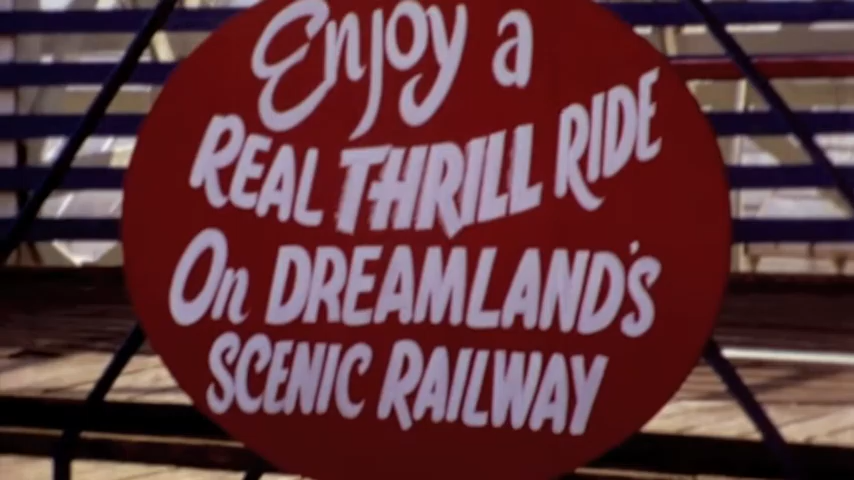 Enjoy a
REAL THRILL RIDE
On DREAMLAND'S
SCENIC RAILWAY